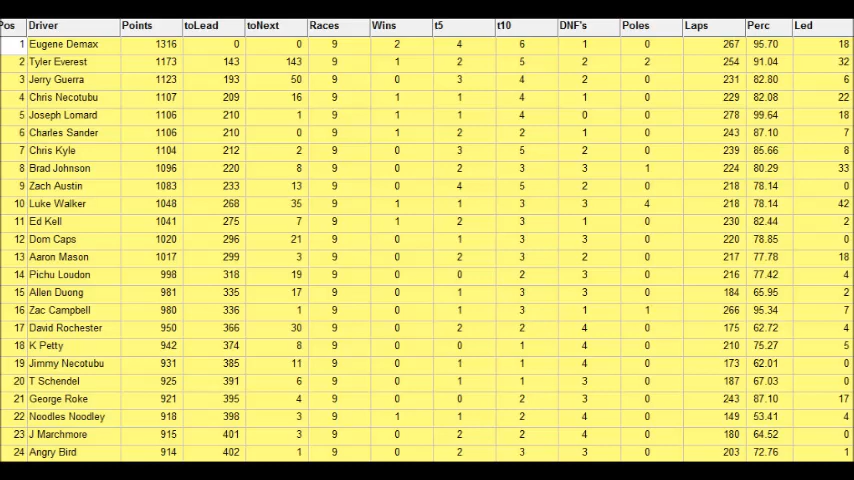 Pos Driver Points toLead toNext Races Wins t5 t10 DNF's Poles Laps Perc Led
1 Eugene Demax 1316 0 0 9 2 4 6 1 0 267 95.70 18
2 Tyler Everest 1173 143 143 9 1 2 5 2 2 254 91.04 32
3 Jerry Guerra 1123 193 50 9 0 3 4 2 0 231 82.80 6
4 Chris Necotubu 1107 209 16 9 1 1 4 2 0 229 82.08 22
5 Joseph Lomard 1106 210 1 9 1 1 4 0 0 278 99.64 18
6 Charles Sander 1106 210 0 9 1 2 2 1 0 243 87.10 7
7 Chris Kyle 1104 212 2 9 0 3 5 2 0 239 85.66 8
8 Brad Johnson 1096 220 8 9 0 2 3 3 1 224 80.29 33
9 Zach Austin 1083 233 13 9 0 4 5 2 0 218 78.14 0
10 Luke Walker 1048 268 35 9 1 1 3 3 4 218 78.14 42
11 Ed Kell 1041 275 7 9 1 2 3 1 0 230 82.44 2
12 Dom Caps 1020 296 21 9 0 1 3 3 0 220 78.85 0
13 Aaron Mason 1017 299 3 9 0 2 3 2 0 217 77.78 18
14 Pichu Loudon 998 318 19 9 0 0 2 3 0 216 77.42 4
15 Allen Duong 981 335 17 9 0 1 3 3 0 184 65.95 2
16 Zac Campbell 980 336 1 9 0 1 3 1 1 266 95.34 7
17 David Rochester 950 366 30 9 0 2 2 4 0 175 62.72 4
18 K Petty 942 374 8 9 0 0 1 4 0 210 75.27 5
19 Jimmy Necotubu 931 385 11 9 0 1 1 4 0 173 62.01 0
20 T Schendel 925 391 6 9 0 1 1 3 0 187 67.03 0
21 George Roke 921 395 4 9 0 0 2 3 0 243 87.10 17
22 Noodles Noodley 918 398 3 9 1 1 2 4 0 149 53.41 4
23 J Marchmore 915 401 3 9 0 2 2 4 0 180 64.52 0
24 Angry Bird 914 402 1 9 0 2 3 3 0 203 72.76 1